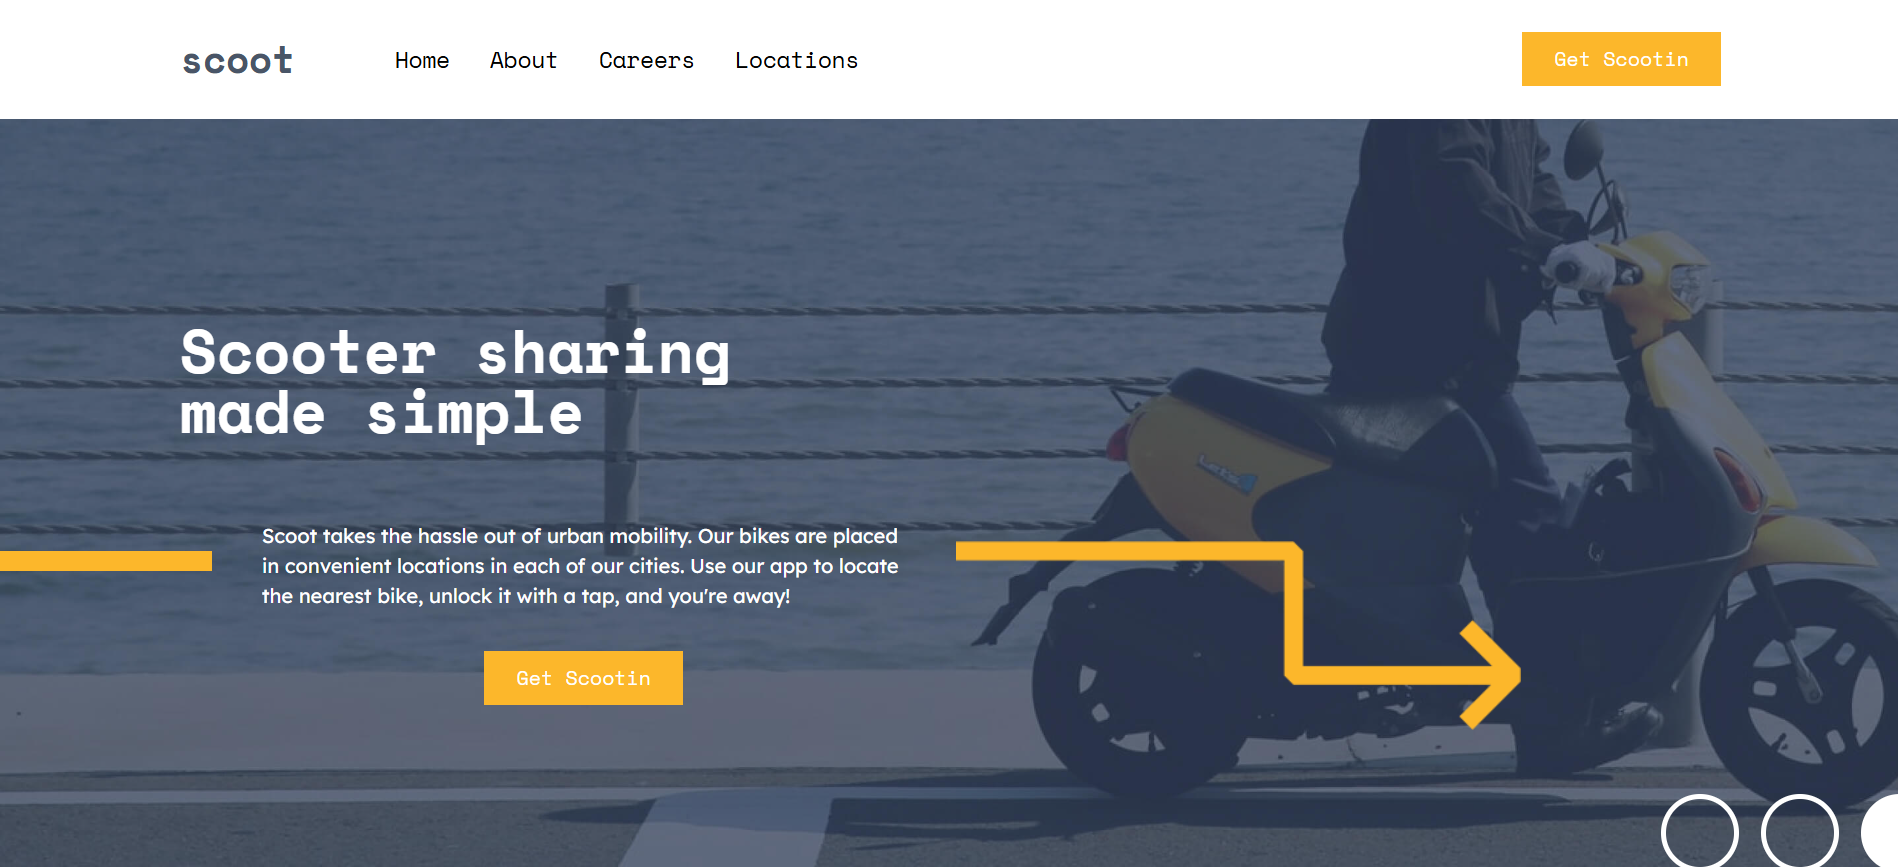 scoot
Home About Careers Locations
Get Scootin
Scooter sharing
made simple
Scoot takes the hassle out of urban mobility. Our bikes are placed
in convenient locations in each of our cities. Use our app to locate
the nearest bike, unlock it with a tap, and you're away!
Get Scootin